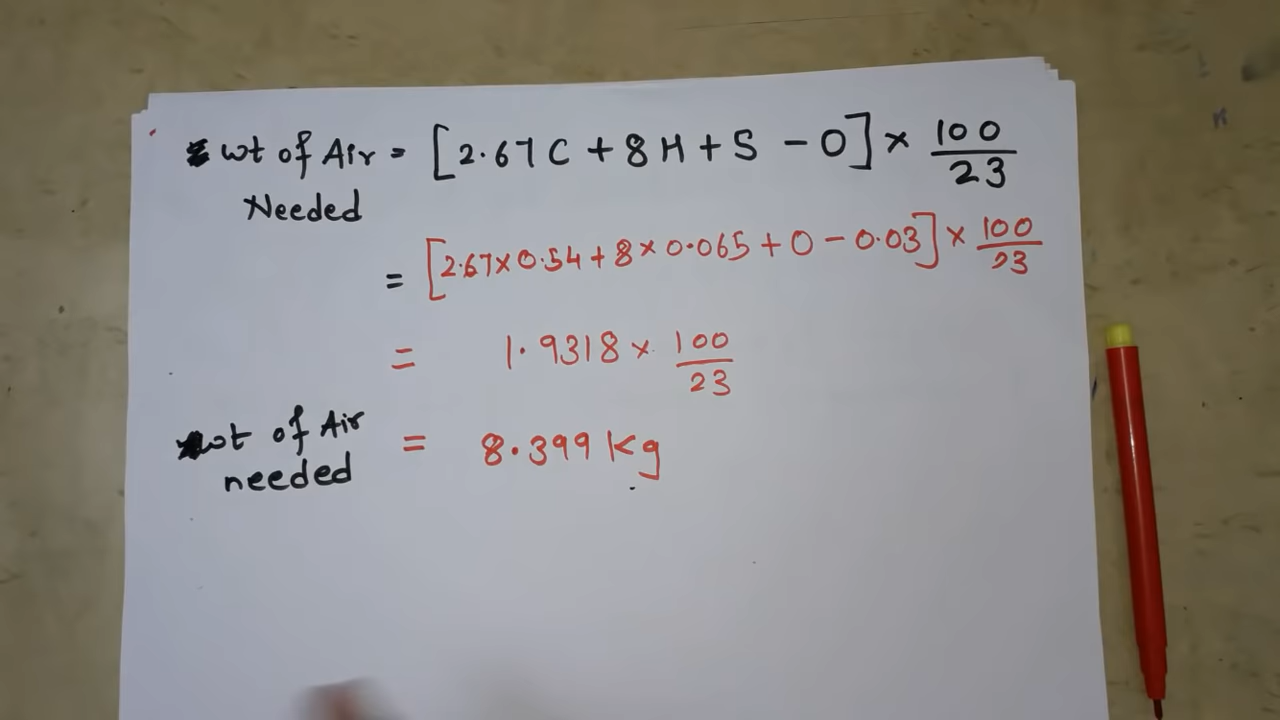 wt of Air = [2.67C + 8H + S - O] × 100/23
Needed
= [2.67×0.54 + 8×0.065 + 0 - 0.03] × 100/23
= 1.9318 × 100/23
wt of Air = 8.399 Kg
needed